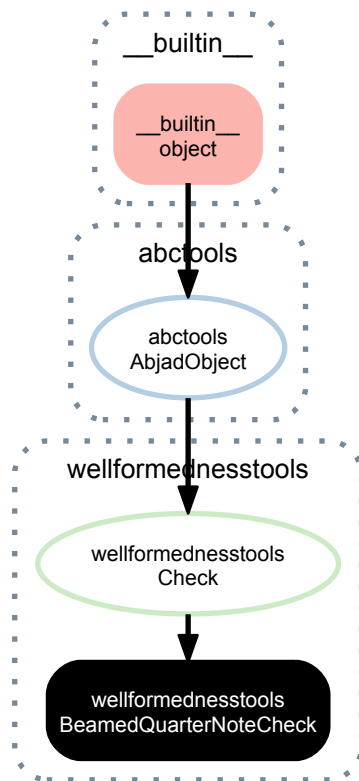 __builtin__
__builtin__
object
abctools
abctools
AbjadObject
wellformednesstools
wellformednesstools
Check
wellformednesstools
BeamedQuarterNoteCheck